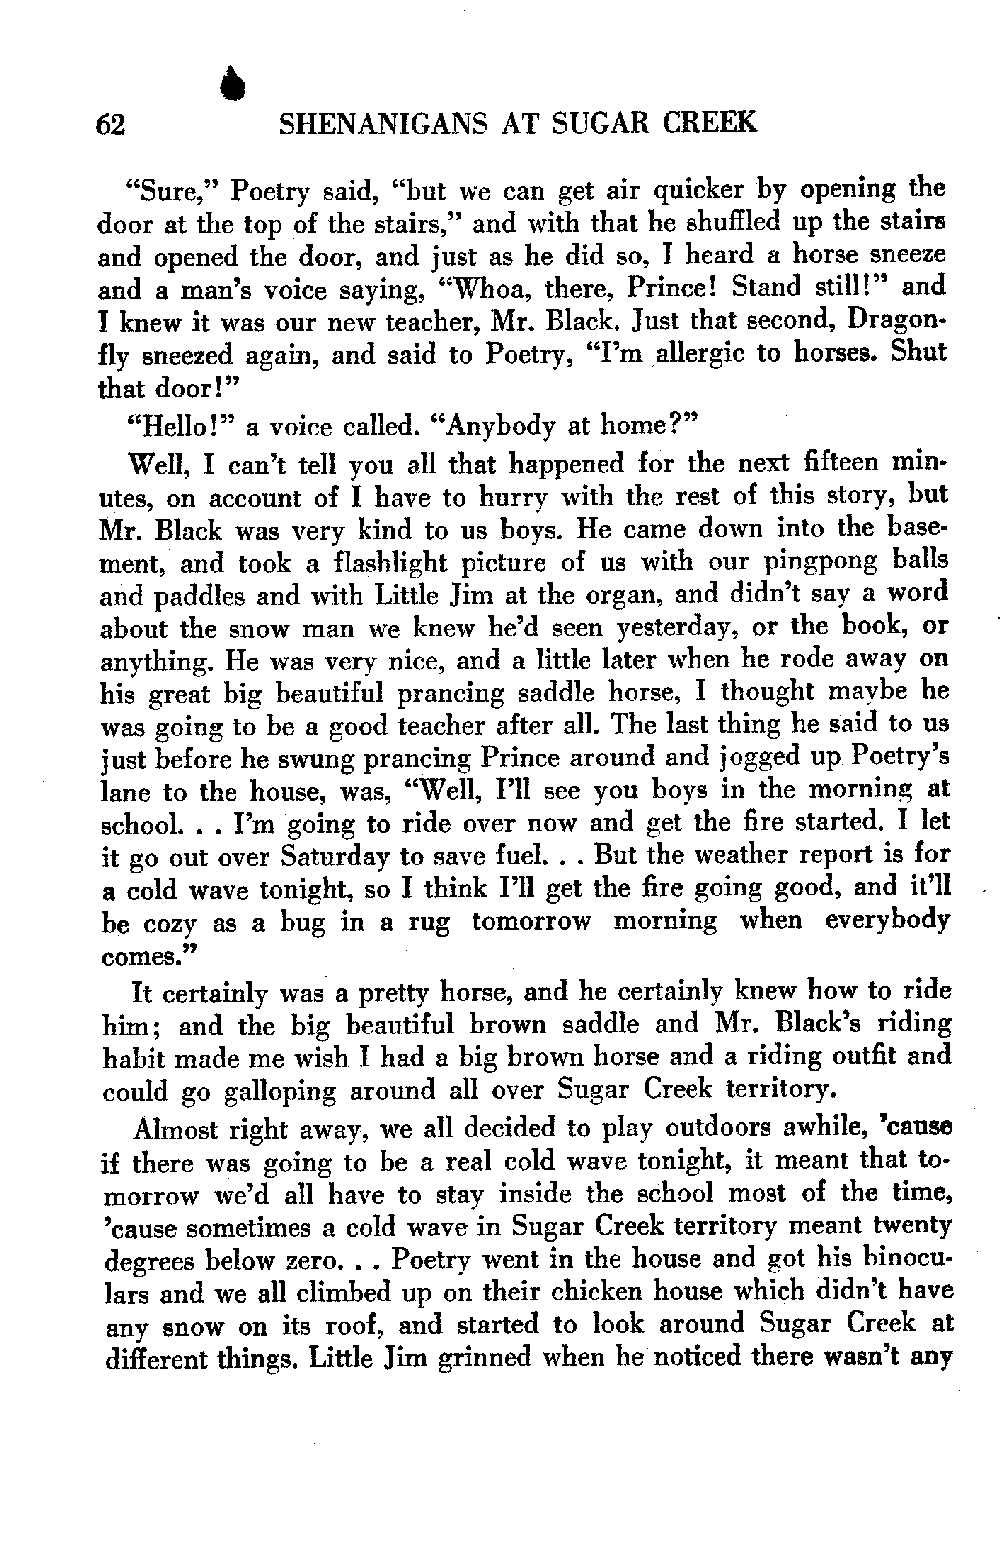 62 SHENANIGANS AT SUGAR CREEK
“Sure,” Poetry said, “but we can get air quicker by opening the
door at the top of the stairs,” and with that he shuffled up the stairs
and opened the door, and just as he did so, I heard a horse sneeze
and a man’s voice saying, “Whoa, there, Prince! Stand still!” and
I knew it was our new teacher, Mr. Black. Just that second, Dragon-
fly sneezed again, and said to Poetry, “I’m allergic to horses. Shut
that door!”
“Hello!” a voice called. “Anybody at home?”
Well, I can’t tell you all that happened for the next fifteen min-
utes, on account of I have to hurry with the rest of this story, but
Mr. Black was very kind to us boys. He came down into the base-
ment, and took a flashlight picture of us with our pingpong balls
and paddles and with Little Jim at the organ, and didn’t say a word
about the snow man we knew he’d seen yesterday, or the book, or
anything. He was very nice, and a little later when he rode away on
his great big beautiful prancing saddle horse, I thought maybe he
was going to be a good teacher after all. The last thing he said to us
just before he swung prancing Prince around and jogged up Poetry’s
lane to the house, was, “Well, I’ll see you boys in the morning at
school. . . I’m going to ride over now and get the fire started. I let
it go out over Saturday to save fuel. . . But the weather report is for
a cold wave tonight, so I think I’ll get the fire going good, and it’ll
be cozy as a bug in a rug tomorrow morning when everybody
comes.”
It certainly was a pretty horse, and he certainly knew how to ride
him; and the big beautiful brown saddle and Mr. Black’s riding
habit made me wish I had a big brown horse and a riding outfit and
could go galloping around all over Sugar Creek territory.
Almost right away, we all decided to play outdoors awhile, ’cause
if there was going to be a real cold wave tonight, it meant that to-
morrow we’d all have to stay inside the school most of the time,
’cause sometimes a cold wave in Sugar Creek territory meant twenty
degrees below zero. . . Poetry went in the house and got his binocu-
lars and we all climbed up on their chicken house which didn’t have
any snow on its roof, and started to look around Sugar Creek at
different things. Little Jim grinned when he noticed there wasn’t any